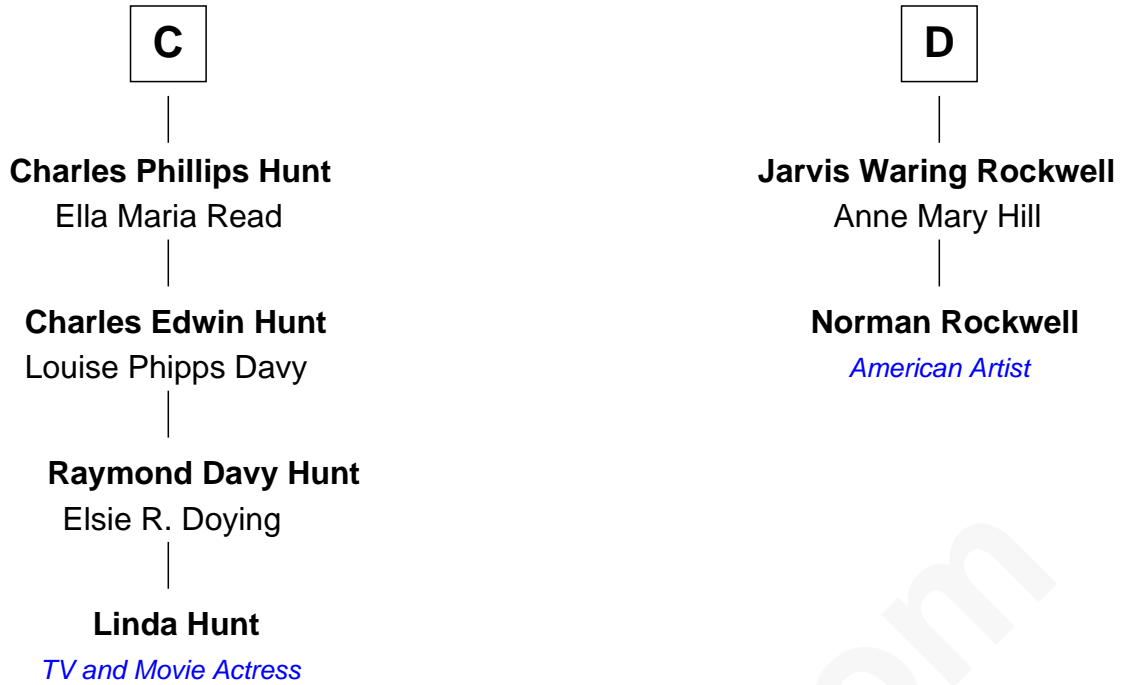 C
Charles Phillips Hunt
Ella Maria Read
Charles Edwin Hunt
Louise Phipps Davy
Raymond Davy Hunt
Elsie R. Doying
Linda Hunt
TV and Movie Actress
D
Jarvis Waring Rockwell
Anne Mary Hill
Norman Rockwell
American Artist
om